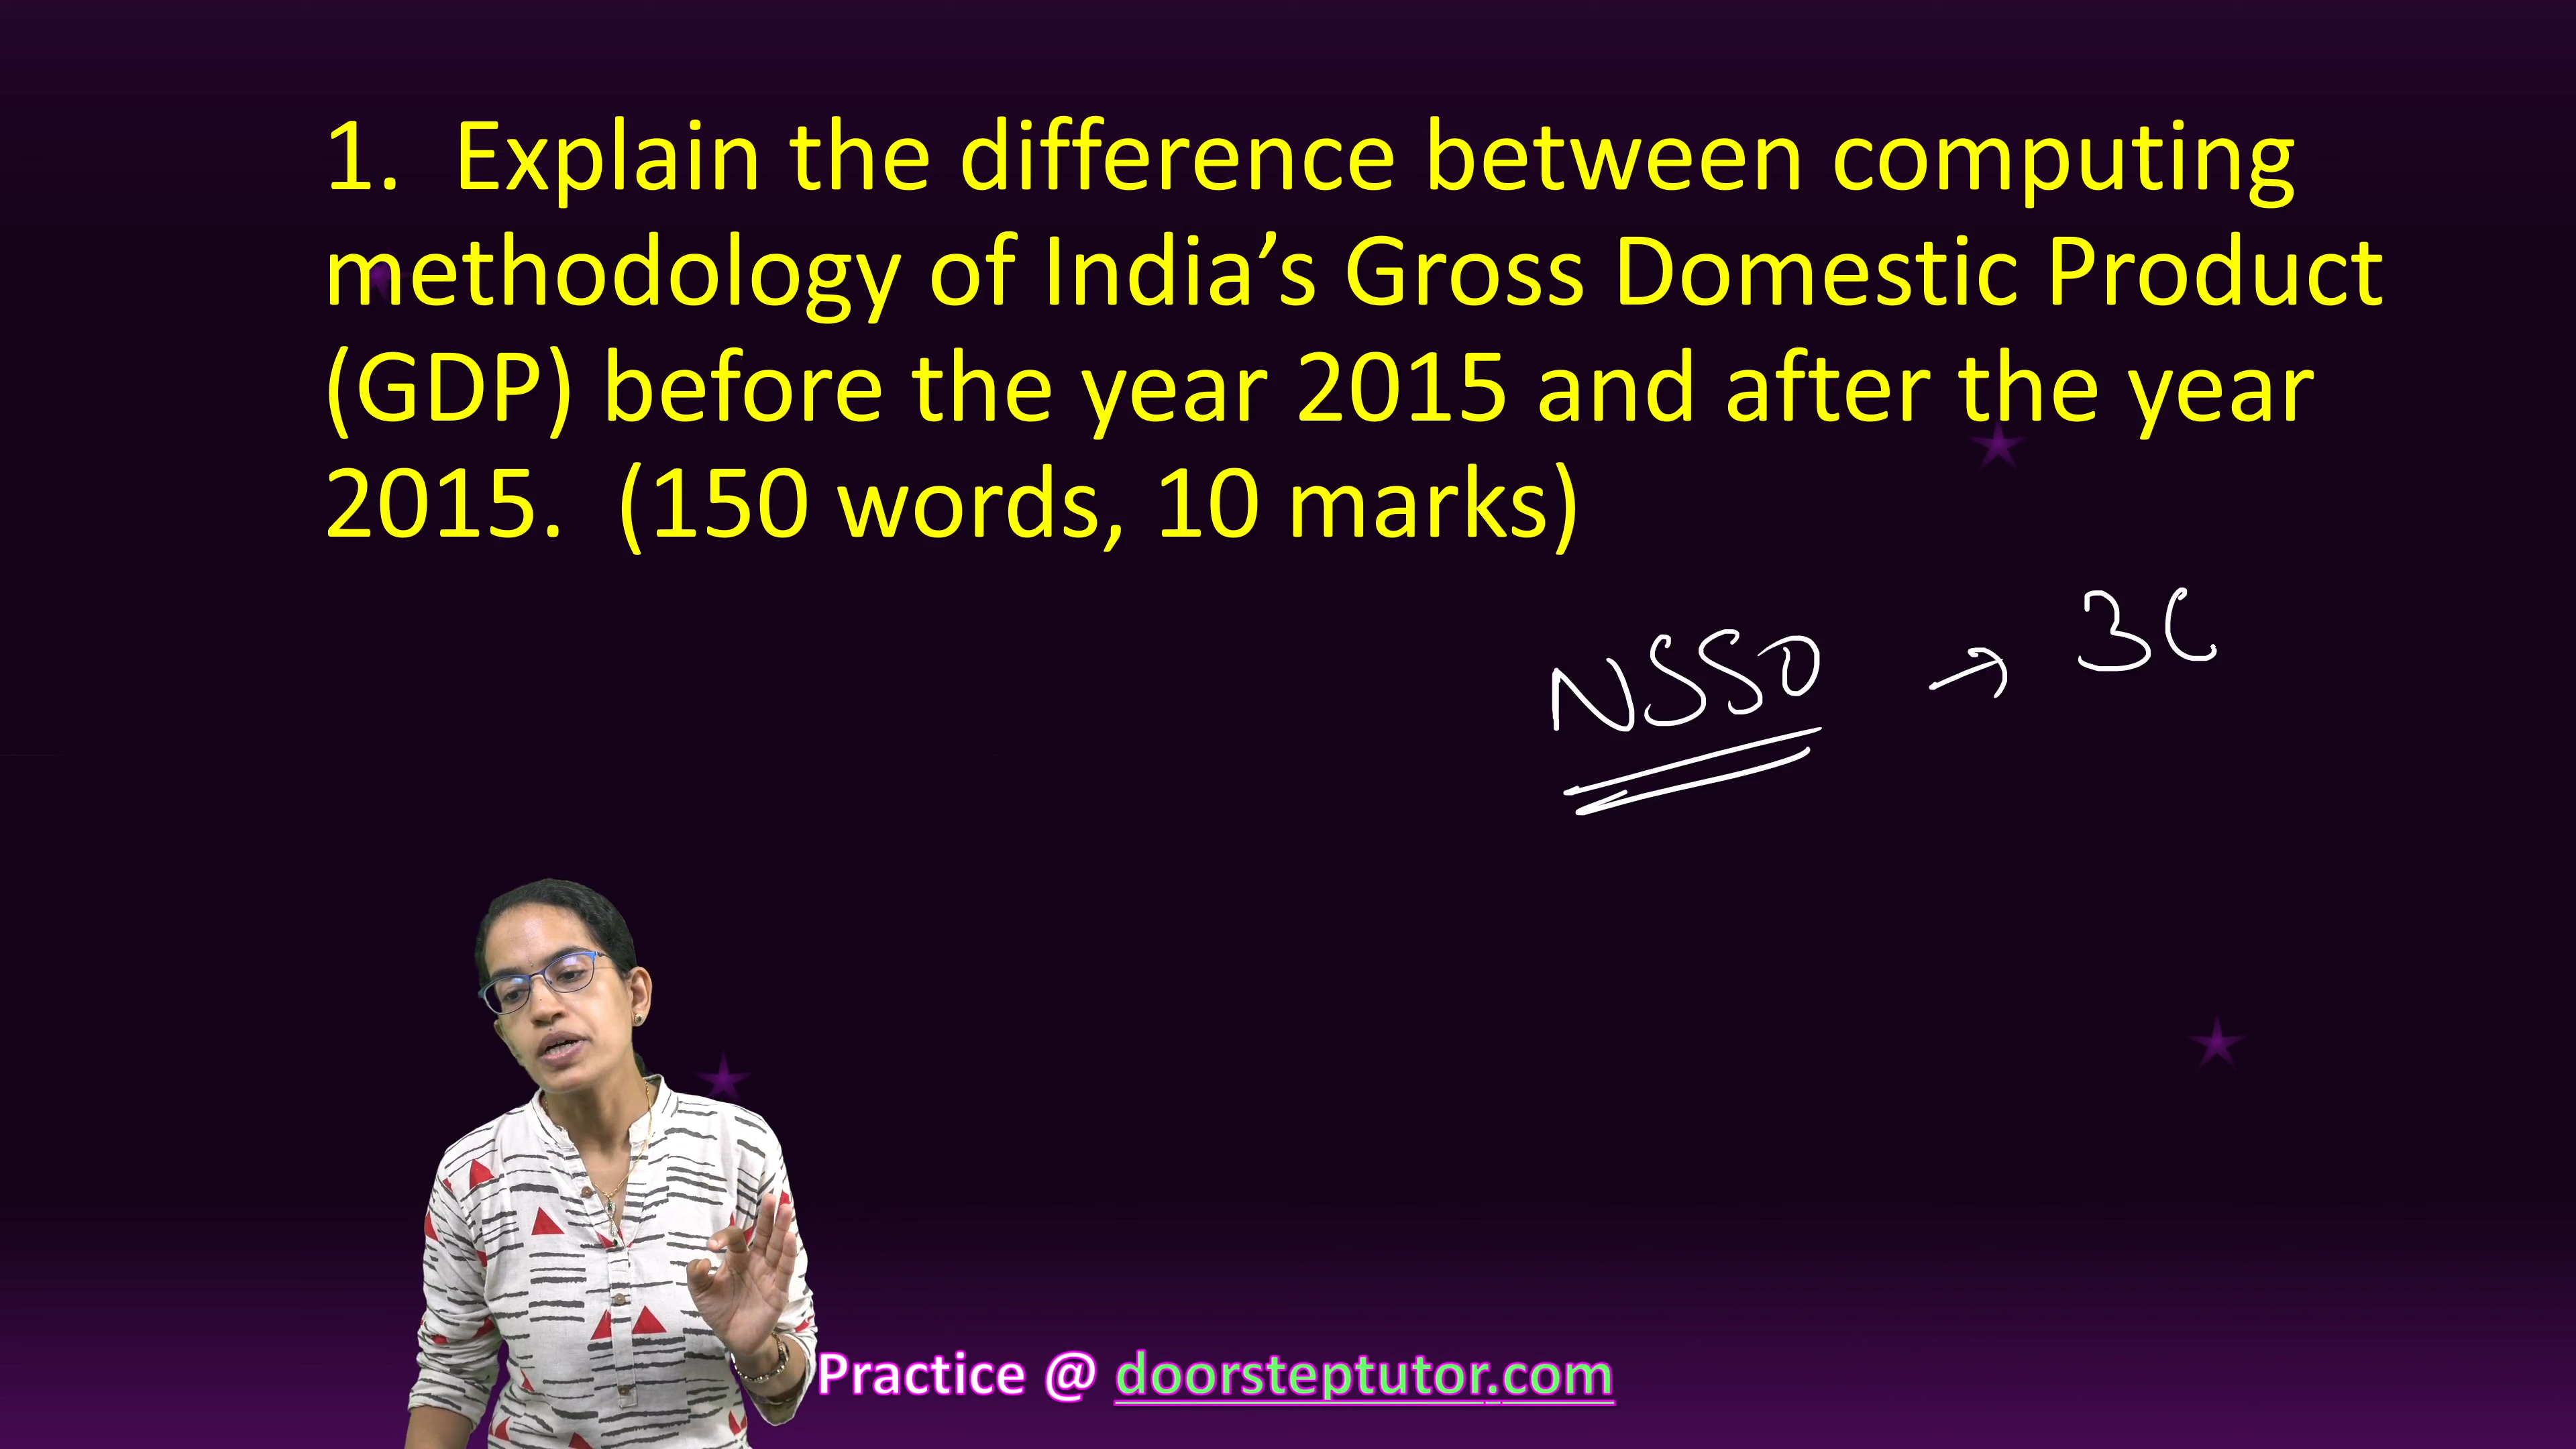 1. Explain the difference between computing
methodology of India’s Gross Domestic Product
(GDP) before the year 2015 and after the year
2015. (150 words, 10 marks)
NSSO → 3
Practice @ doorsteptutor.com